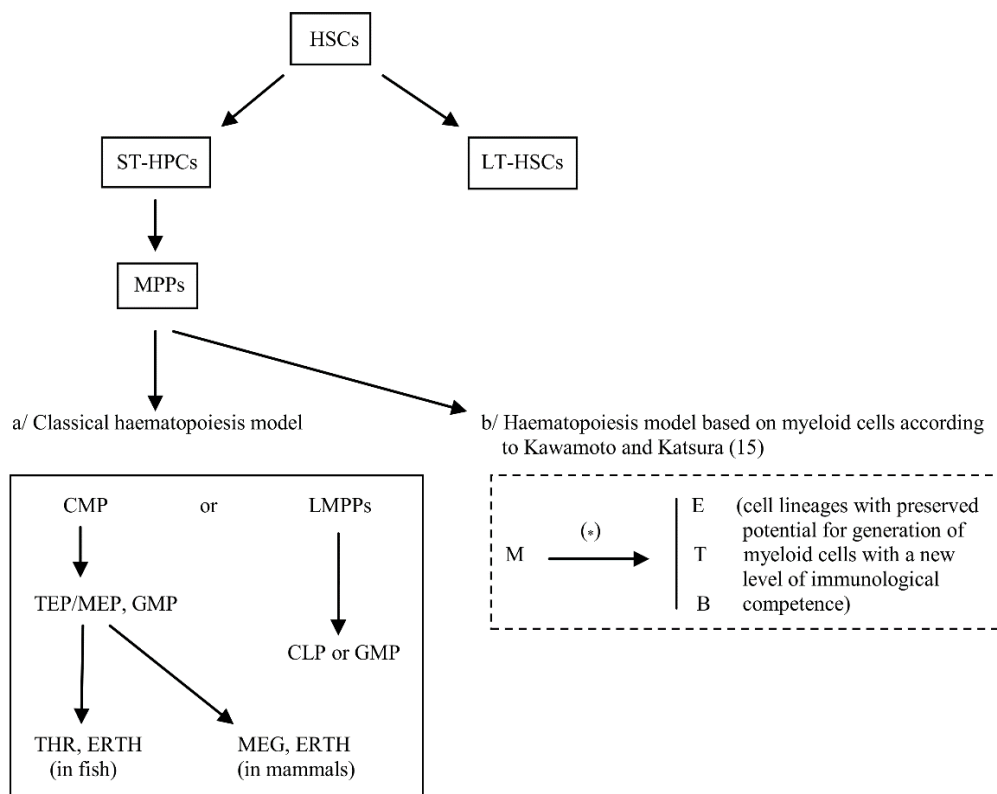 HSCs
ST-HPCs LT-HSCs
MPPs
a/ Classical haematopoiesis model
b/ Haematopoiesis model based on myeloid cells according
to Kawamoto and Katsura (15)
CMP or LMPPs
TEP/MEP, GMP
CLP or GMP
THR, ERTH
(in fish)
MEG, ERTH
(in mammals)
M (*)
E (cell lineages with preserved
potential for generation of
T myeloid cells with a new
level of immunological
B competence)